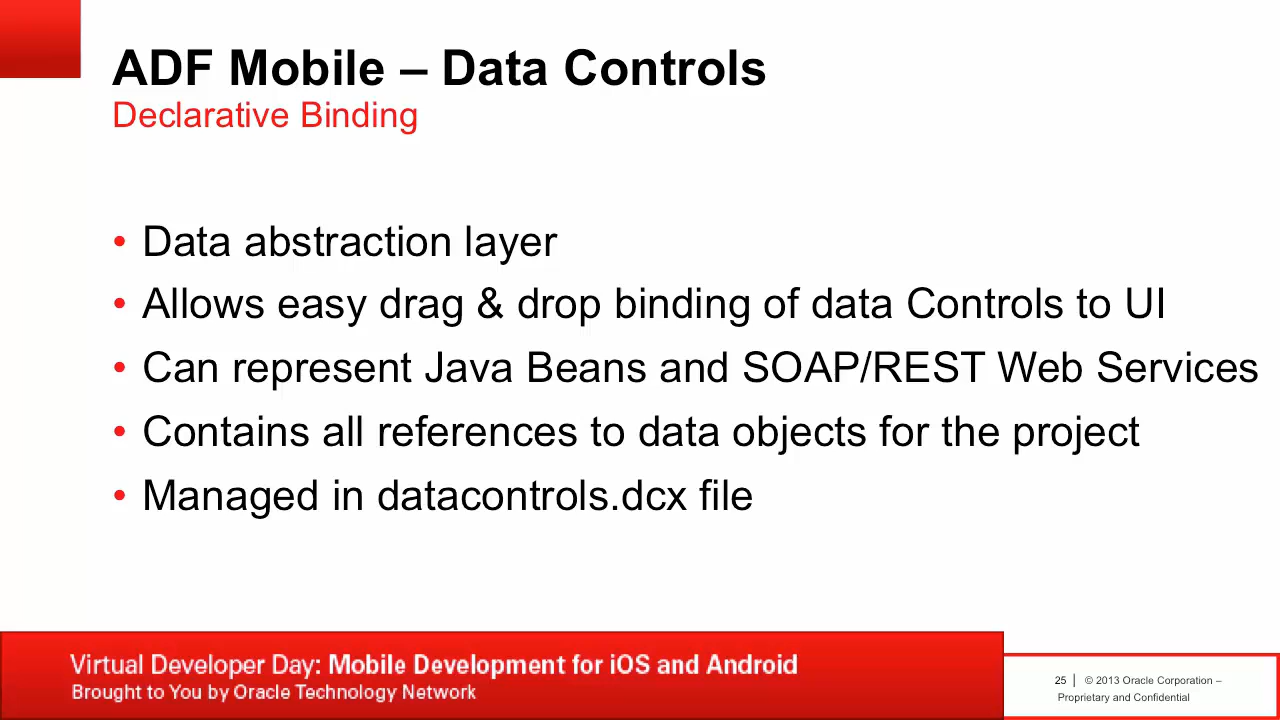 ADF Mobile – Data Controls
Declarative Binding
• Data abstraction layer
• Allows easy drag & drop binding of data Controls to UI
• Can represent Java Beans and SOAP/REST Web Services
• Contains all references to data objects for the project
• Managed in datacontrols.dcx file
Virtual Developer Day: Mobile Development for iOS and Android
Brought to You by Oracle Technology Network
25 | © 2013 Oracle Corporation –
Proprietary and Confidential